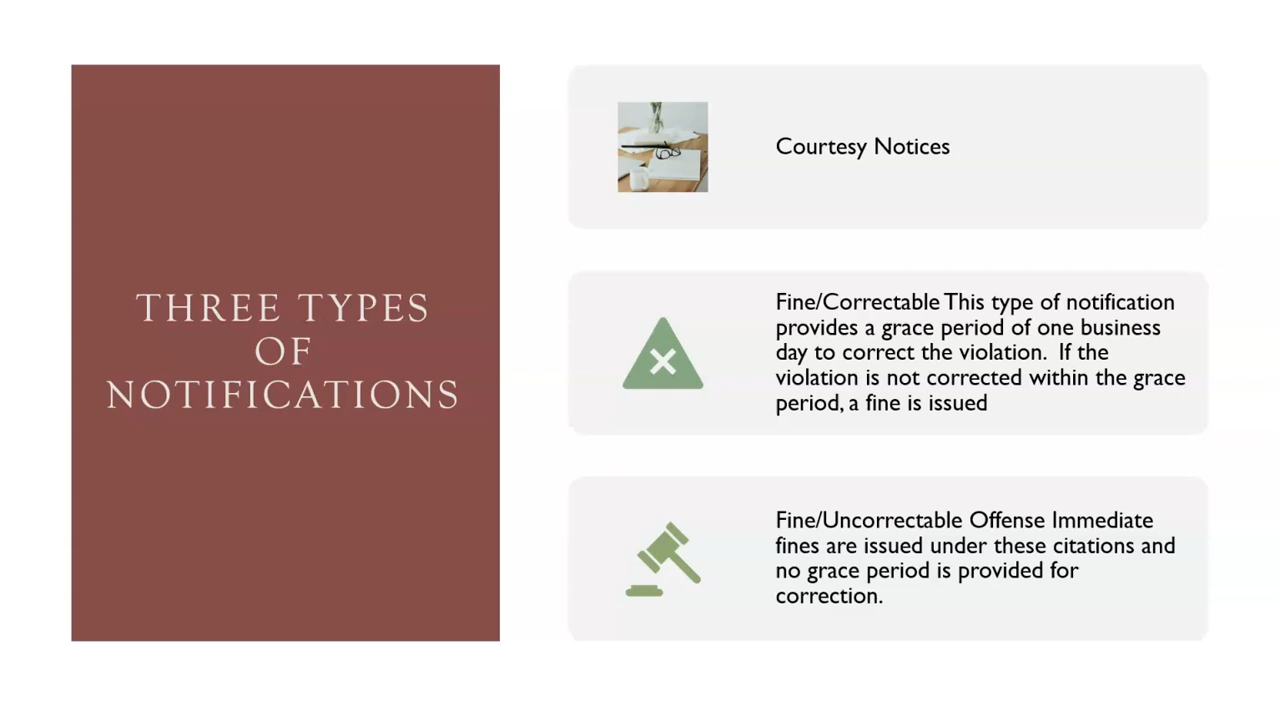 THREE TYPES
OF
NOTIFICATIONS
Courtesy Notices
Fine/Correctable This type of notification
provides a grace period of one business
day to correct the violation.  If the
violation is not corrected within the grace
period, a fine is issued
Fine/Uncorrectable Offense Immediate
fines are issued under these citations and
no grace period is provided for
correction.